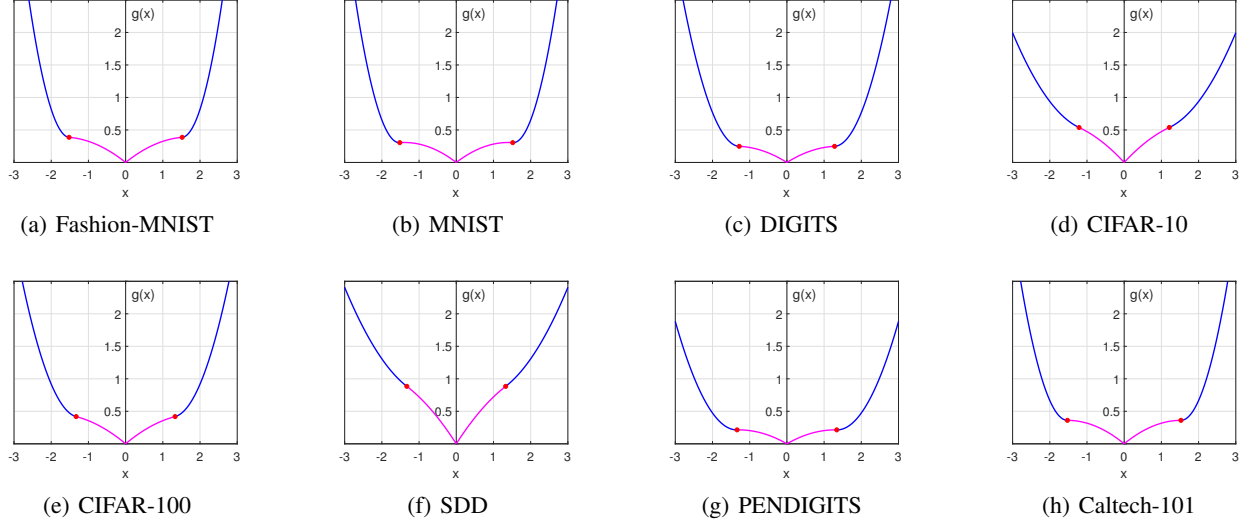 g(x)
2
1.5
1
0.5
-3 -2 -1 0 1 2 3
x
(a) Fashion-MNIST
g(x)
2
1.5
1
0.5
-3 -2 -1 0 1 2 3
x
(b) MNIST
g(x)
2
1.5
1
0.5
-3 -2 -1 0 1 2 3
x
(c) DIGITS
g(x)
2
1.5
1
0.5
-3 -2 -1 0 1 2 3
x
(d) CIFAR-10
g(x)
2
1.5
1
0.5
-3 -2 -1 0 1 2 3
x
(e) CIFAR-100
g(x)
2
1.5
1
0.5
-3 -2 -1 0 1 2 3
x
(f) SDD
g(x)
2
1.5
1
0.5
-3 -2 -1 0 1 2 3
x
(g) PENDIGITS
g(x)
2
1.5
1
0.5
-3 -2 -1 0 1 2 3
x
(h) Caltech-101